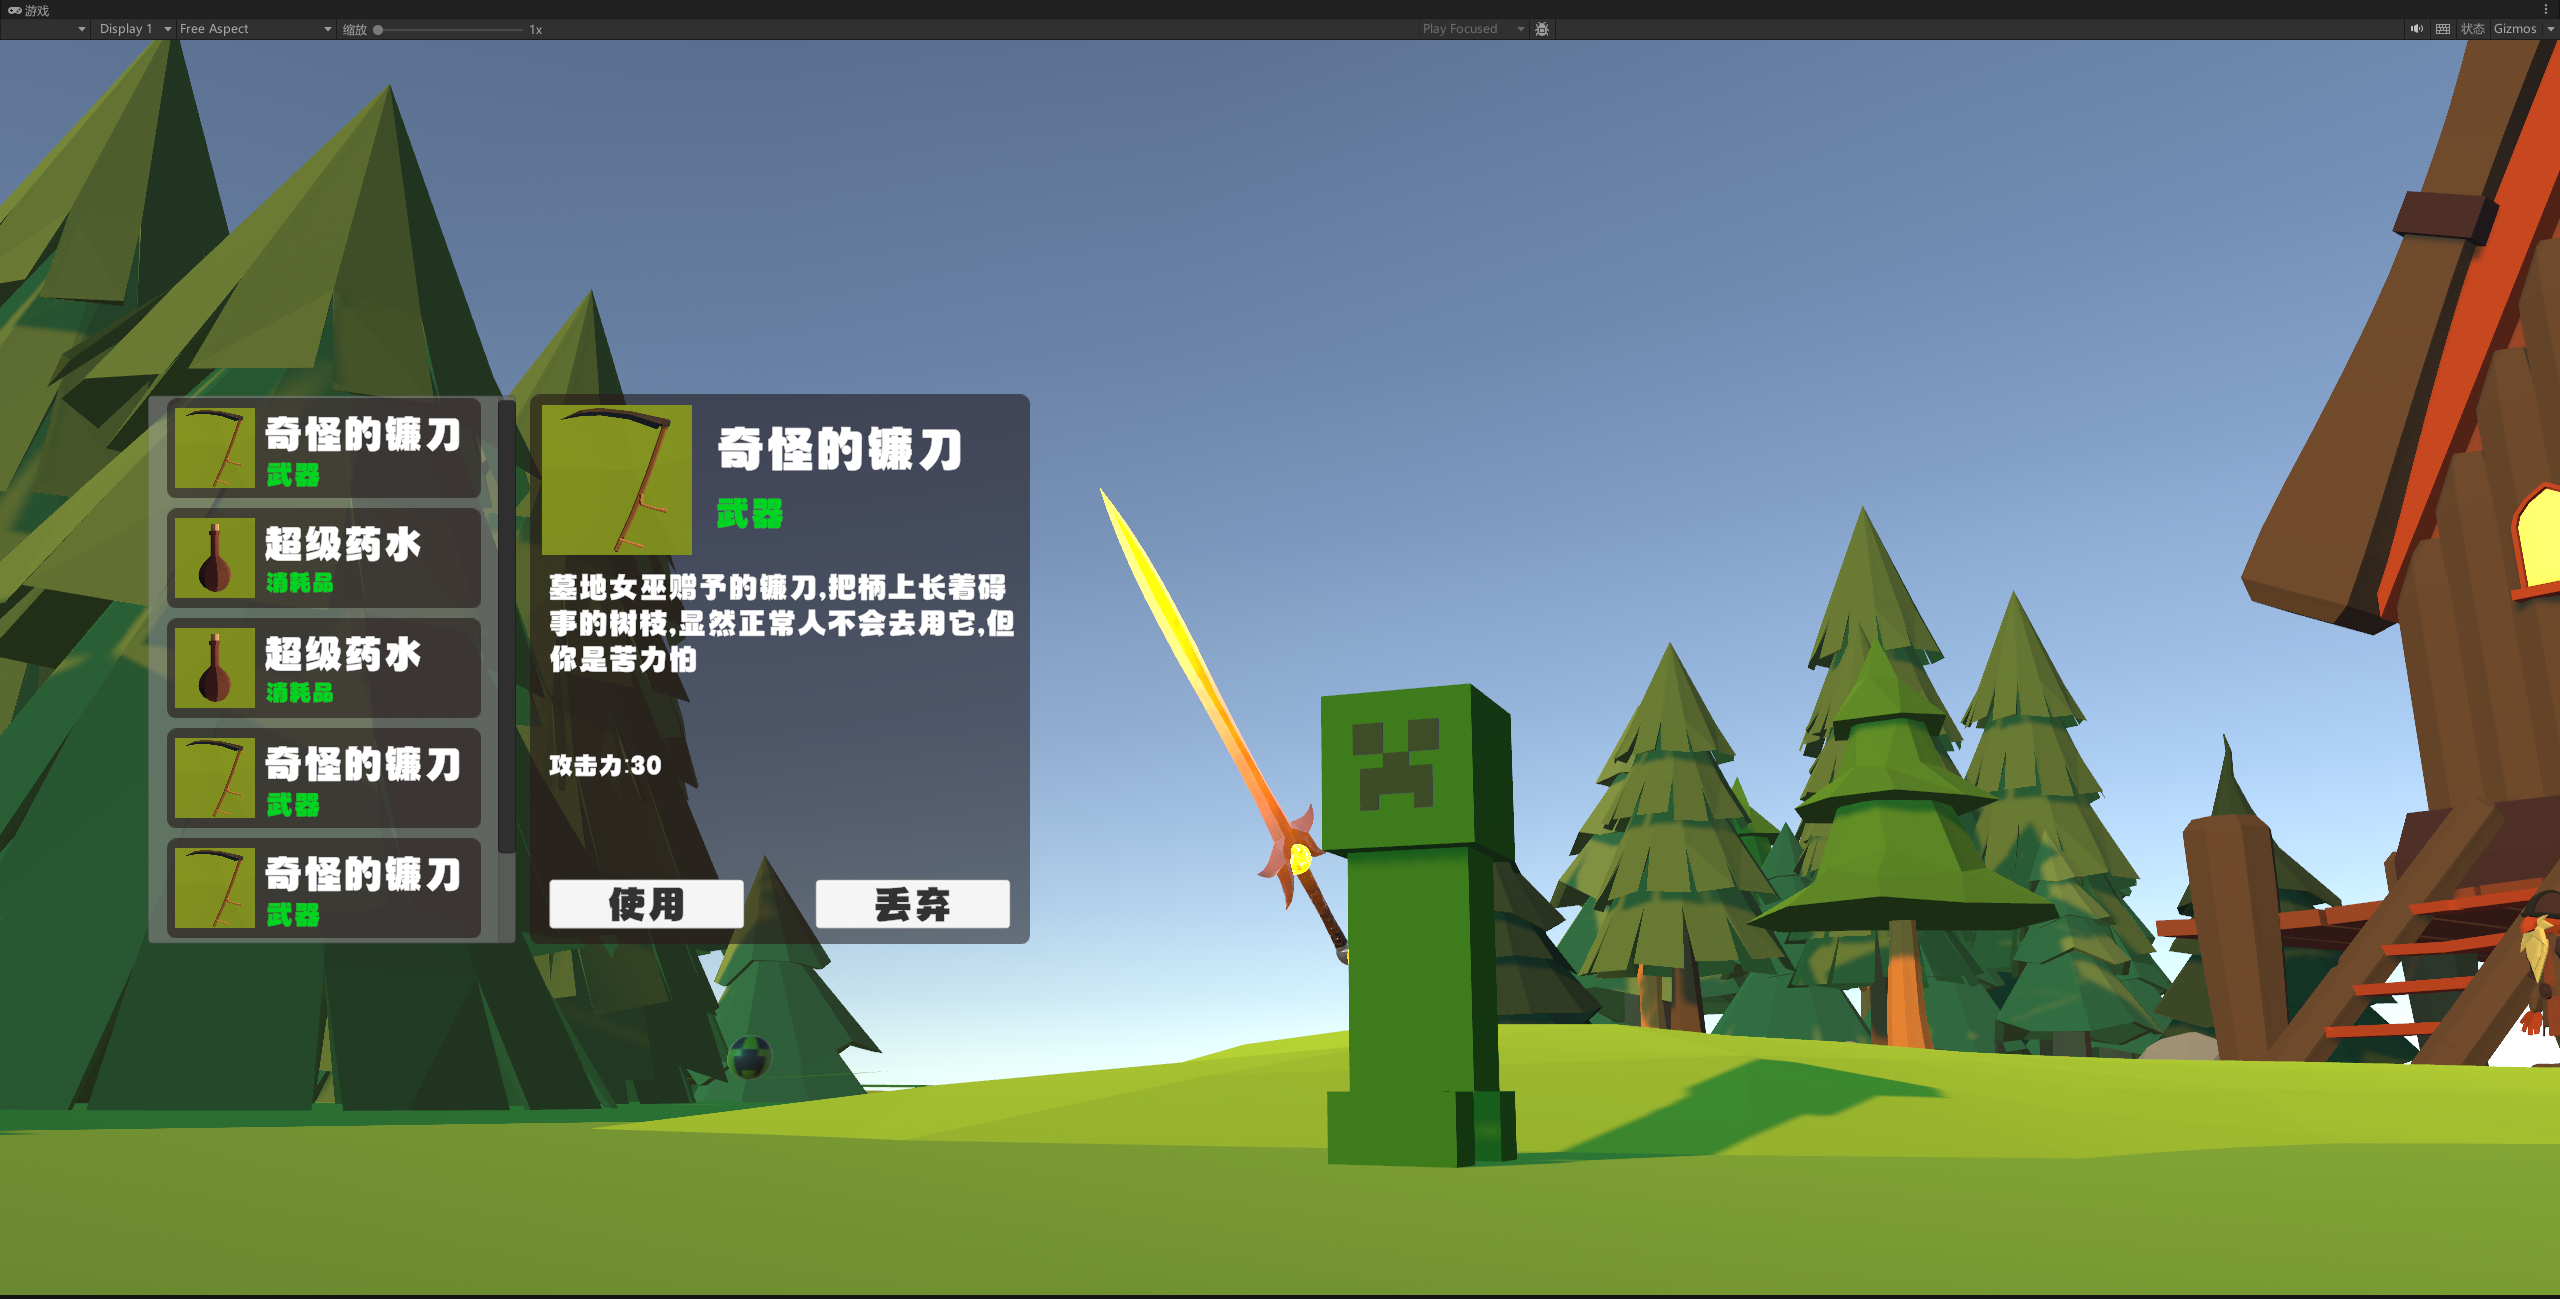 游戏
Display 1
Free Aspect
缩放
1x
Play Focused
状态
Gizmos
奇怪的镰刀
武器
超级药水
消耗品
超级药水
消耗品
奇怪的镰刀
武器
奇怪的镰刀
武器
奇怪的镰刀
武器
墓地女巫赠予的镰刀,把柄上长着碍
事的树枝,显然正常人不会去用它,但
你是苦力怕
攻击力:30
使用
丢弃